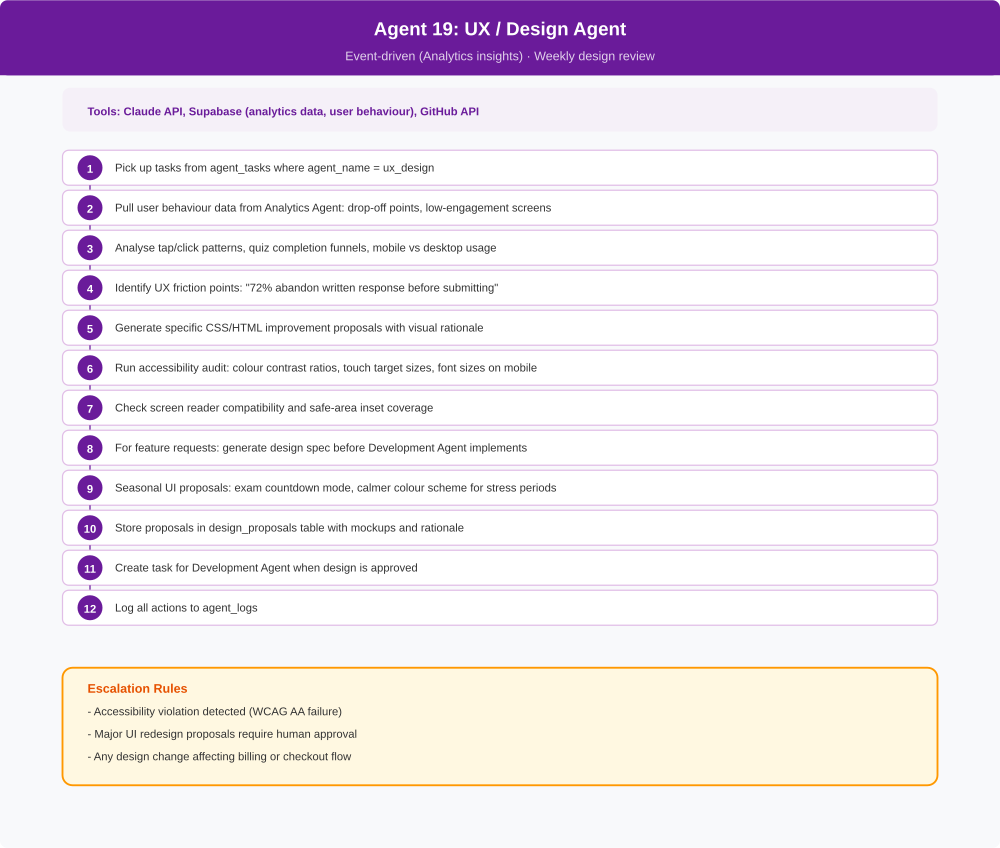 Agent 19: UX / Design Agent
Event-driven (Analytics insights) · Weekly design review
Tools: Claude API, Supabase (analytics data, user behaviour), GitHub API
1 Pick up tasks from agent_tasks where agent_name = ux_design
2 Pull user behaviour data from Analytics Agent: drop-off points, low-engagement screens
3 Analyse tap/click patterns, quiz completion funnels, mobile vs desktop usage
4 Identify UX friction points: "72% abandon written response before submitting"
5 Generate specific CSS/HTML improvement proposals with visual rationale
6 Run accessibility audit: colour contrast ratios, touch target sizes, font sizes on mobile
7 Check screen reader compatibility and safe-area inset coverage
8 For feature requests: generate design spec before Development Agent implements
9 Seasonal UI proposals: exam countdown mode, calmer colour scheme for stress periods
10 Store proposals in design_proposals table with mockups and rationale
11 Create task for Development Agent when design is approved
12 Log all actions to agent_logs
Escalation Rules
- Accessibility violation detected (WCAG AA failure)
- Major UI redesign proposals require human approval
- Any design change affecting billing or checkout flow